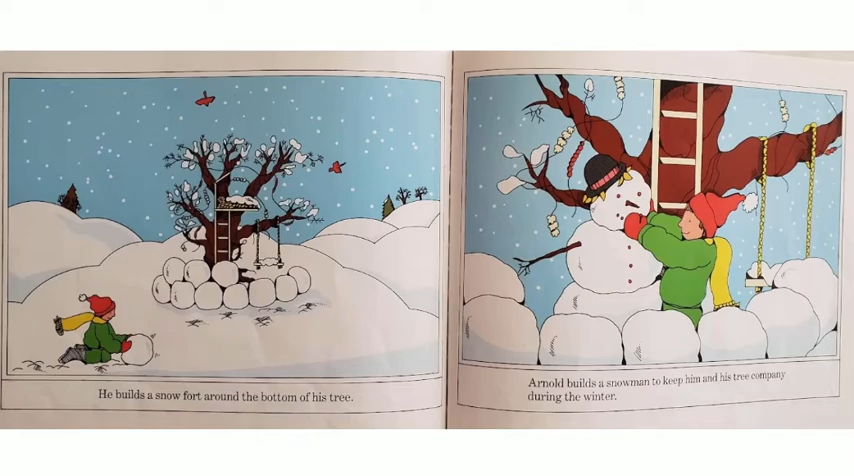 He builds a snow fort around the bottom of his tree.
Arnold builds a snowman to keep him and his tree company
during the winter.